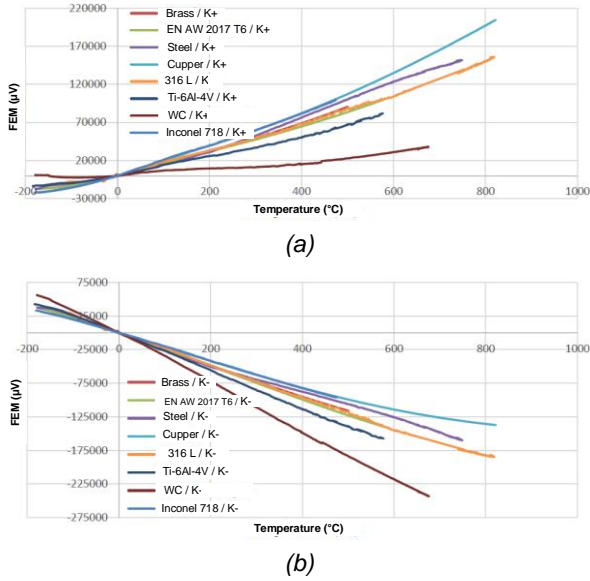 220000
170000
120000
70000
20000
-30000
FEM (µV)
Brass / K+
EN AW 2017 T6 / K+
Steel / K+
Cupper / K+
316 L / K
Ti-6Al-4V / K+
WC / K+
Inconel 718 / K+
-200 0 200 400 600 800 1000
Temperature (°C)
(a)
75000
25000
-25000
-75000
-125000
-175000
-225000
-275000
FEM (µV)
-200 0 200 400 600 800 1000
Brass / K-
EN AW 2017 T6 / K-
Steel / K-
Cupper / K-
316 L / K-
Ti-6Al-4V / K-
WC / K-
Inconel 718 / K-
Temperature (°C)
(b)